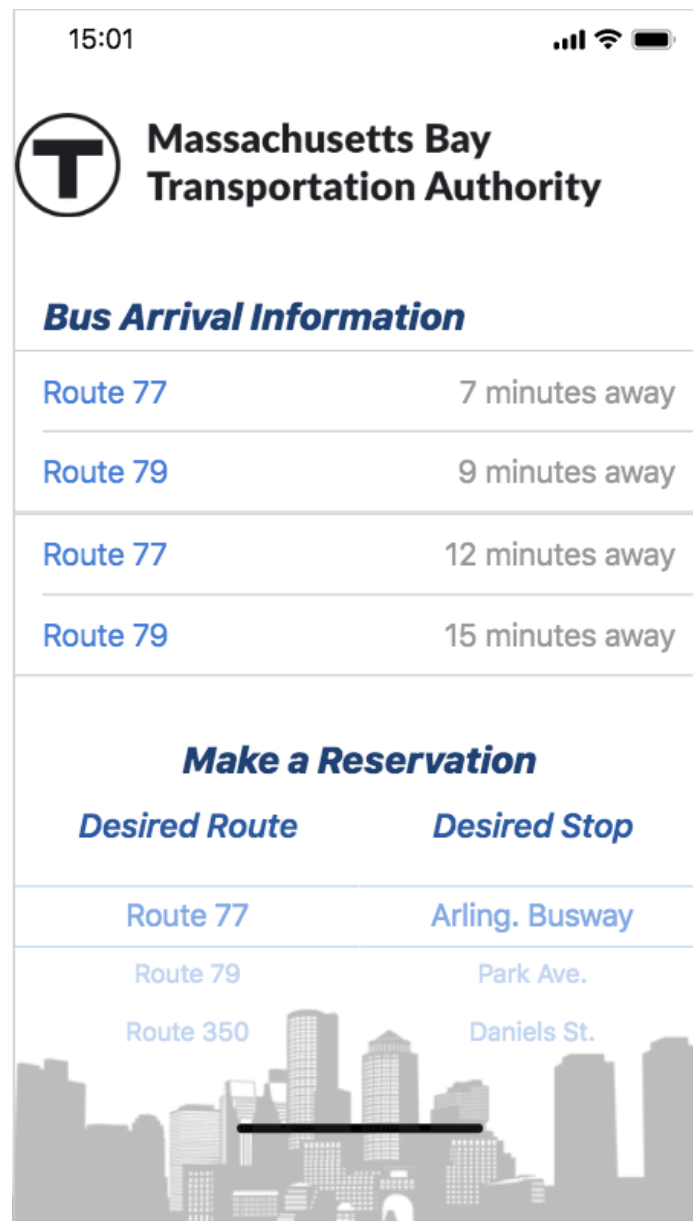 15:01
T
Massachusetts Bay
Transportation Authority
Bus Arrival Information
Route 77 7 minutes away
Route 79 9 minutes away
Route 77 12 minutes away
Route 79 15 minutes away
Make a Reservation
Desired Route Desired Stop
Route 77 Arling. Busway
Route 79 Park Ave.
Route 350 Daniels St.